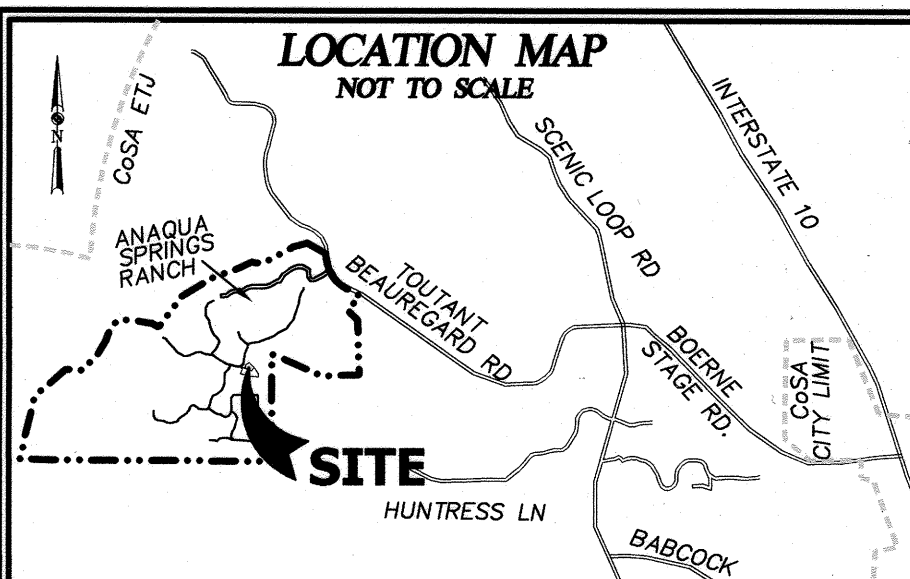 LOCATION MAP
NOT TO SCALE
N
CoSA ETJ
SCENIC LOOP RD
INTERSTATE 10
ANAQUA
SPRINGS
RANCH
TOUTANT
BEAUREGARD RD
BOERNE
STAGE RD.
CoSA
CITY LIMIT
SITE
HUNTRESS LN
BABCOCK